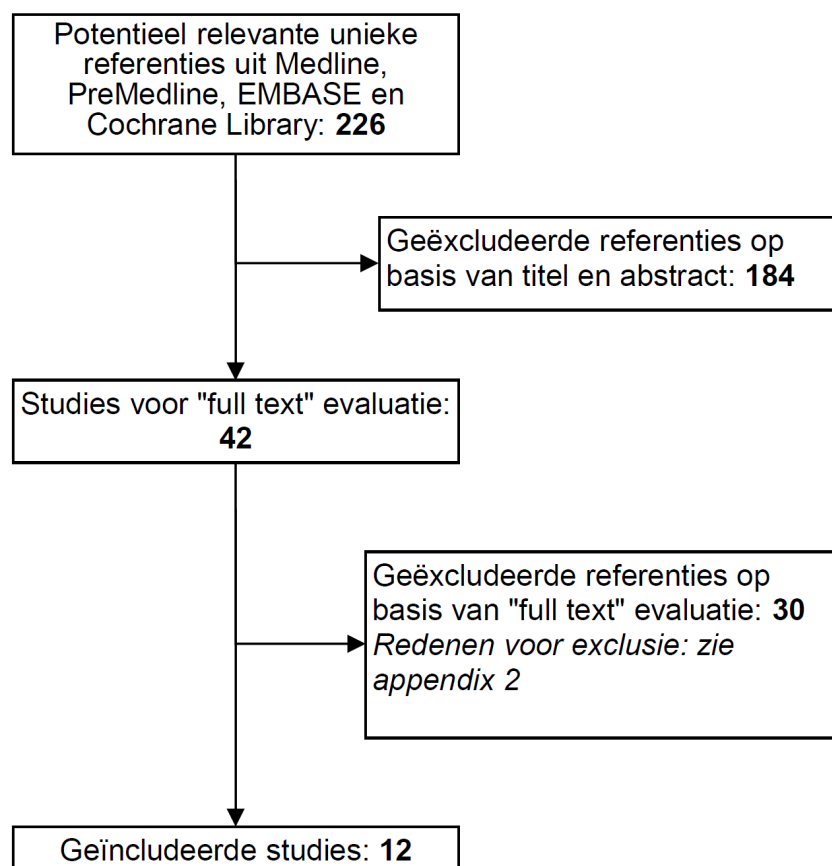 Potentieel relevante unieke
referenties uit Medline,
PreMedline, EMBASE en
Cochrane Library: 226
Geëxcludeerde referenties op
basis van titel en abstract: 184
Studies voor "full text" evaluatie:
42
Geëxcludeerde referenties op
basis van "full text" evaluatie: 30
Redenen voor exclusie: zie
appendix 2
Geïncludeerde studies: 12